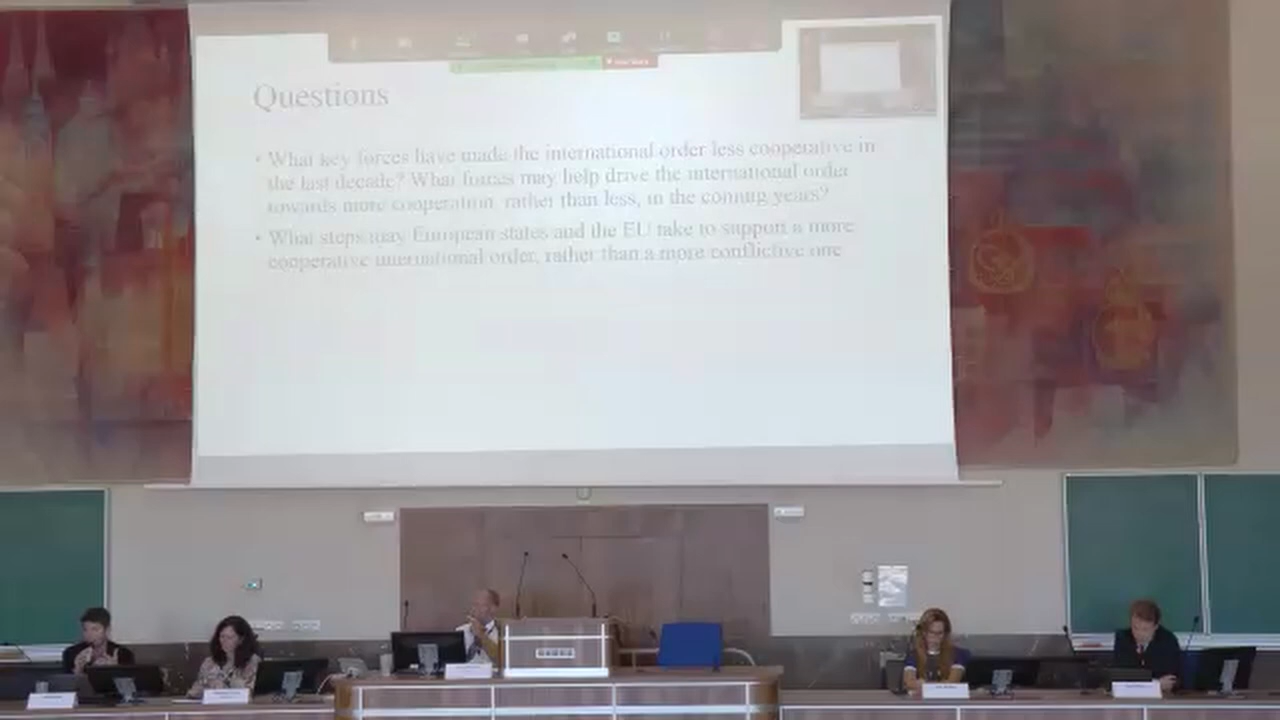 Questions
• What key forces have made the international order less cooperative in
the last decade? What forces may help drive the international order
towards more cooperation, rather than less, in the coming years?
• What steps may European states and the EU take to support a more
cooperative international order, rather than a more conflictive one